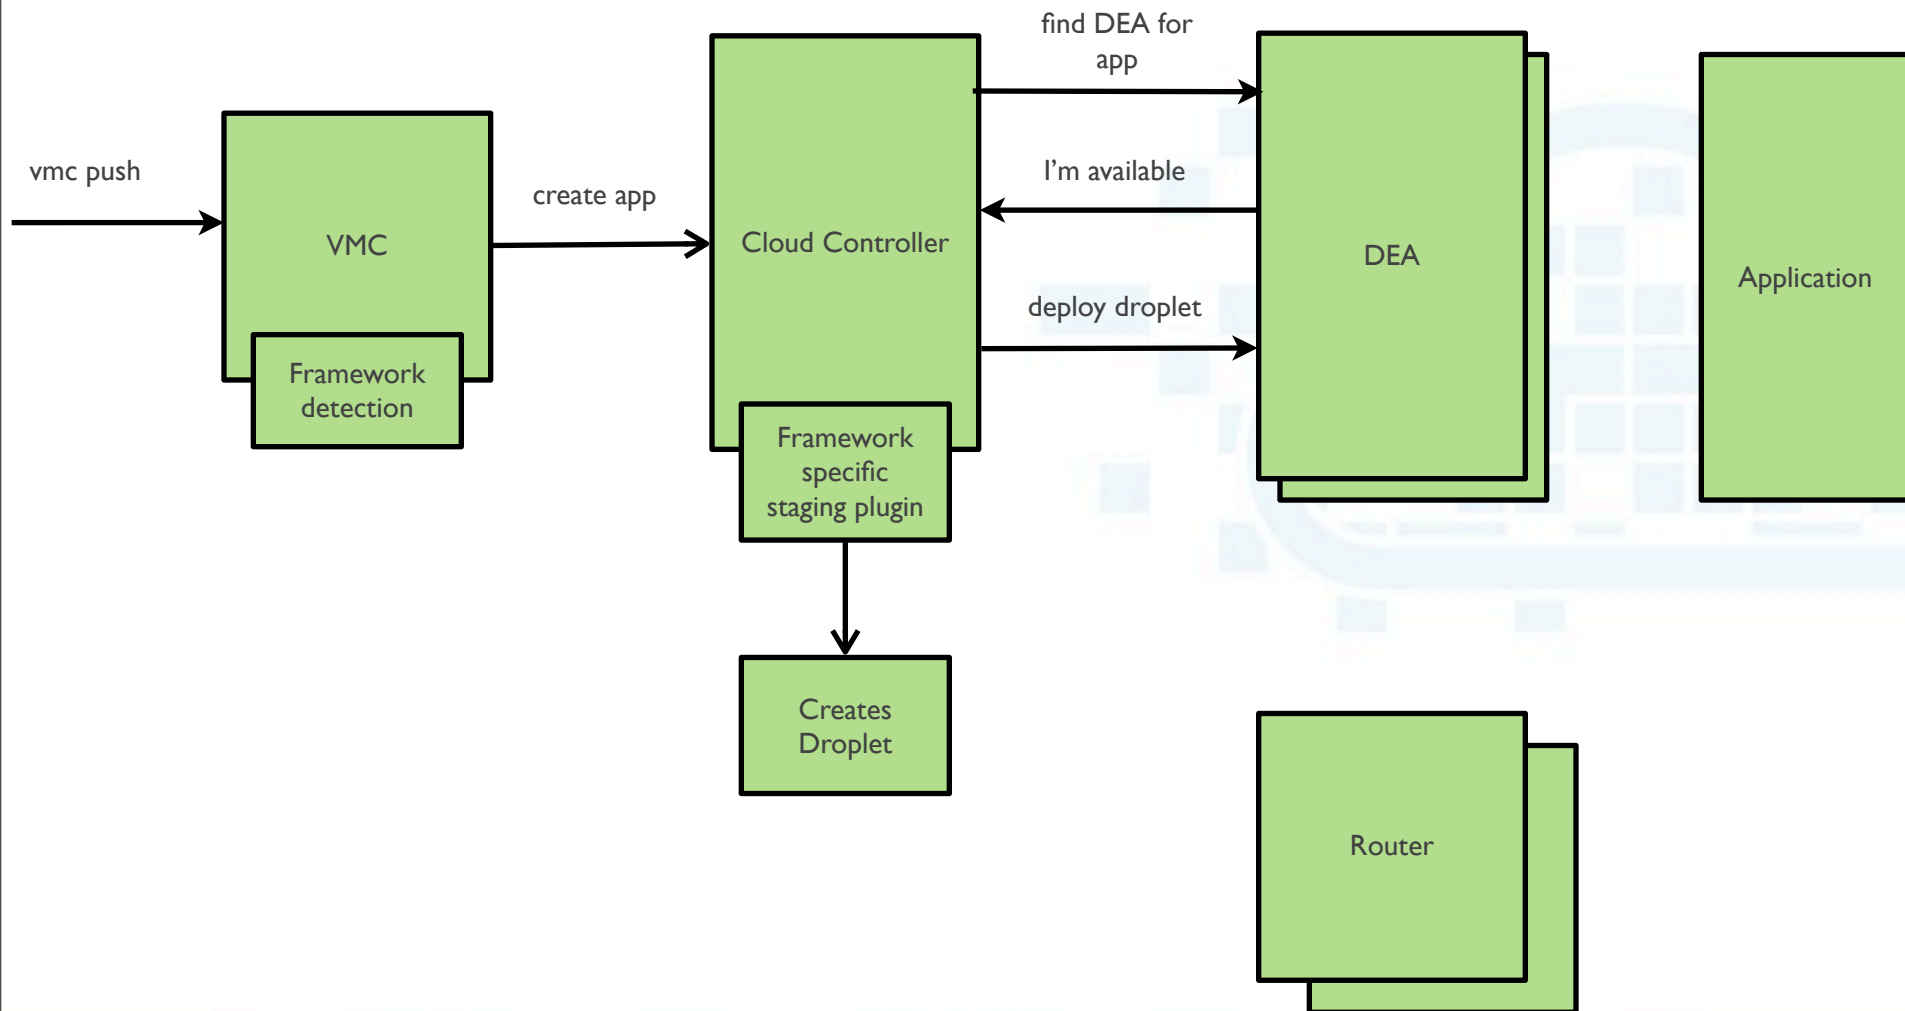 vmc push
VMC
Framework
detection
create app
Cloud Controller
Framework
specific
staging plugin
Creates
Droplet
find DEA for
app
I'm available
deploy droplet
DEA
Application
Router